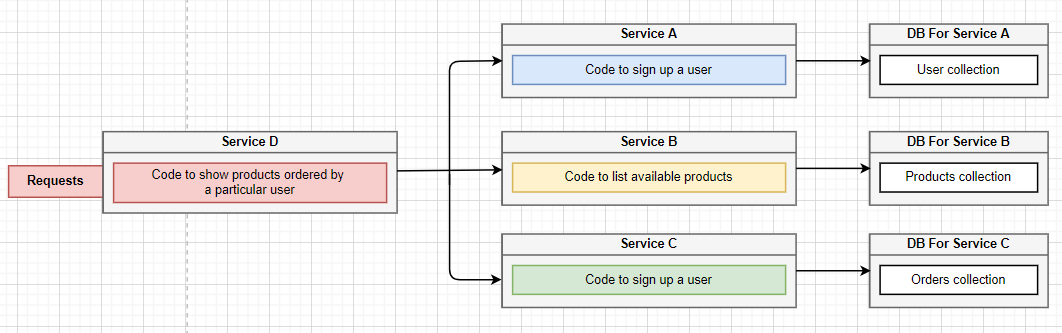 Service A
Code to sign up a user
DB For Service A
User collection
Requests
Service D
Code to show products ordered by
a particular user
Service B
Code to list available products
DB For Service B
Products collection
Service C
Code to sign up a user
DB For Service C
Orders collection